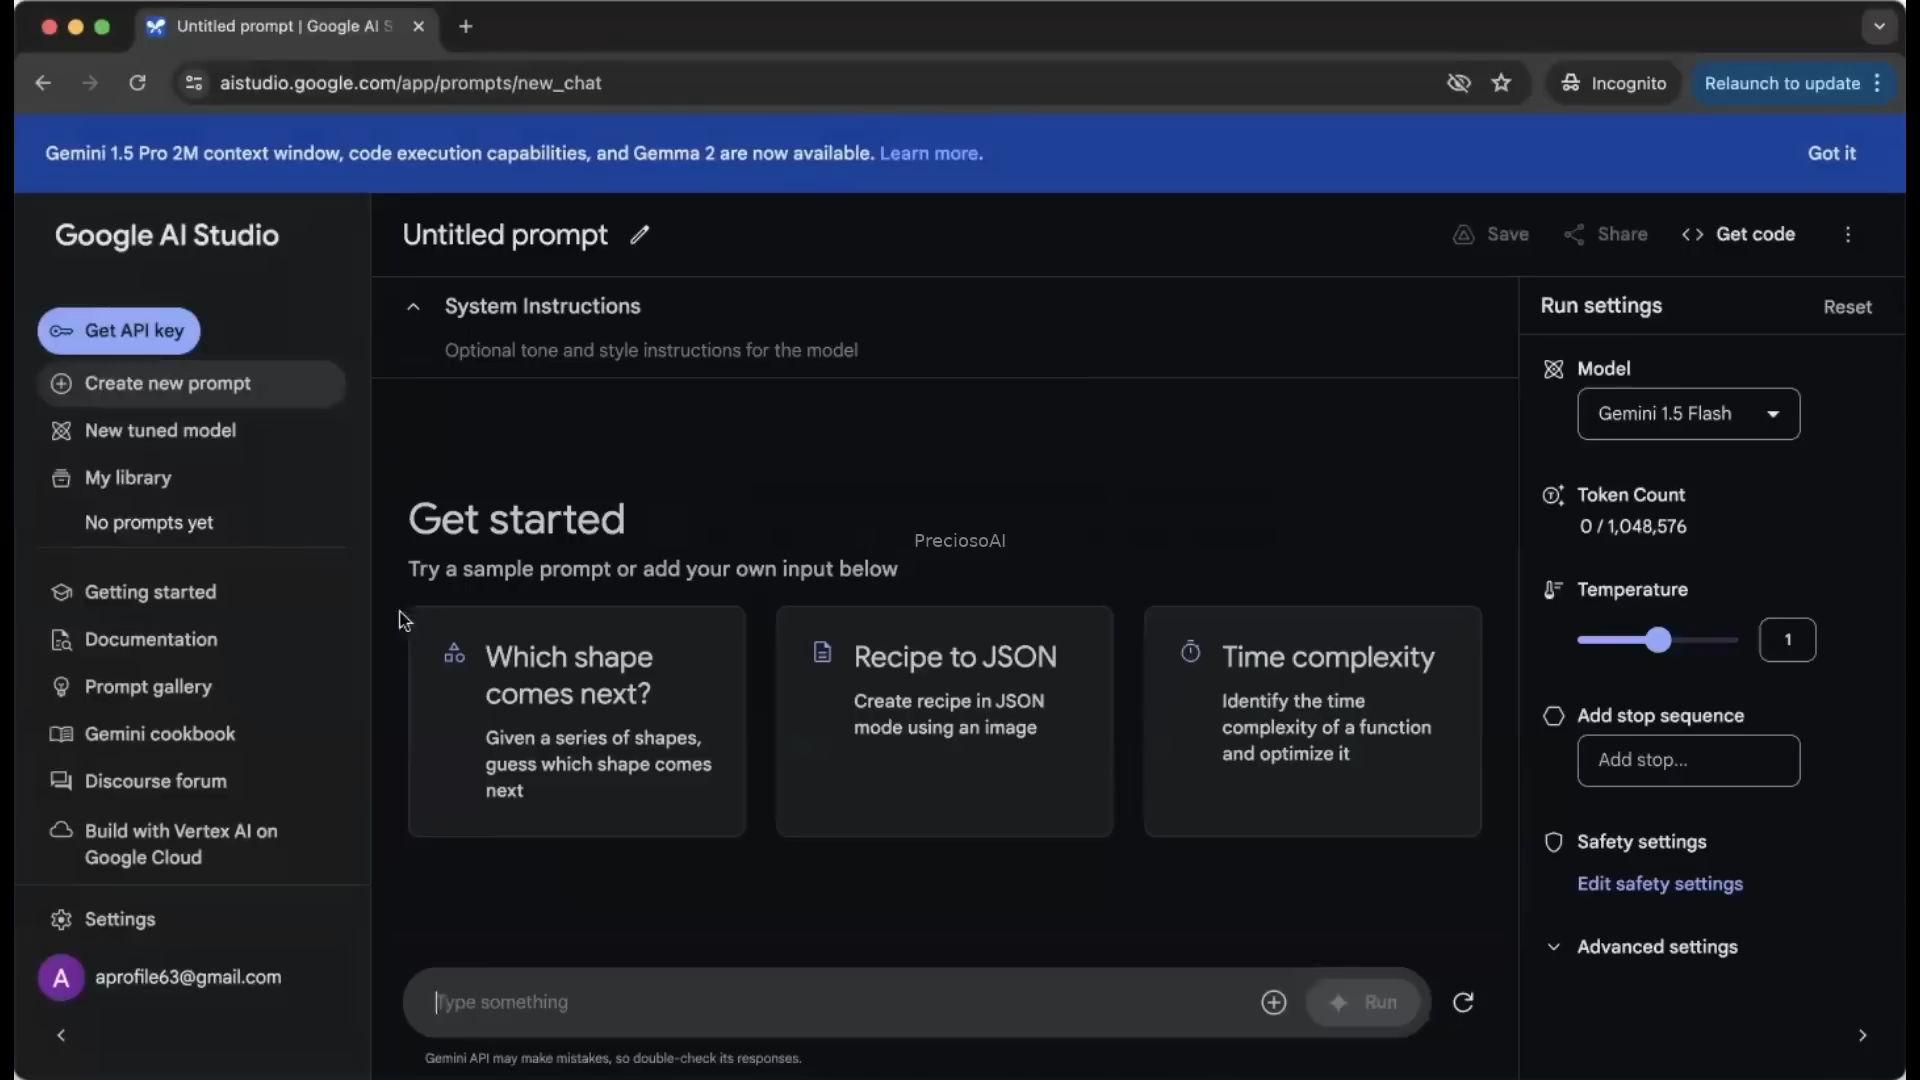 Untitled prompt | Google AI S
aistudio.google.com/app/prompts/new_chat
Incognito
Relaunch to update
Gemini 1.5 Pro 2M context window, code execution capabilities, and Gemma 2 are now available. Learn more.
Got it
Google AI Studio
Get API key
Create new prompt
New tuned model
My library
No prompts yet
Getting started
Documentation
Prompt gallery
Gemini cookbook
Discourse forum
Build with Vertex AI on
Google Cloud
Settings
A
aprofile63@gmail.com
Untitled prompt
Save
Share
Get code
System Instructions
Optional tone and style instructions for the model
Get started
PreciosoAI
Try a sample prompt or add your own input below
Which shape
comes next?
Given a series of shapes,
guess which shape comes
next
Recipe to JSON
Create recipe in JSON
mode using an image
Time complexity
Identify the time
complexity of a function
and optimize it
Type something
Run
Gemini API may make mistakes, so double-check its responses.
Run settings
Reset
Model
Gemini 1.5 Flash
Token Count
0 / 1,048,576
Temperature
1
Add stop sequence
Add stop...
Safety settings
Edit safety settings
Advanced settings